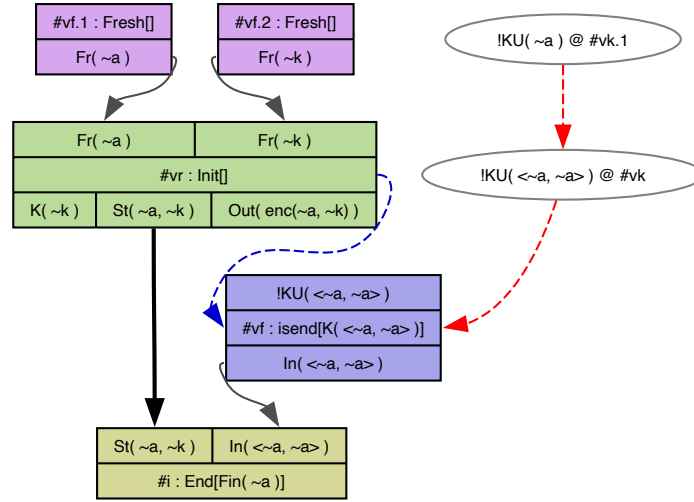 #vf.1 : Fresh[]
Fr( ~a )
#vf.2 : Fresh[]
Fr( ~k )
!KU( ~a ) @ #vk.1
Fr( ~a )
Fr( ~k )
#vr : Init[]
K( ~k )
St( ~a, ~k )
Out( enc(~a, ~k) )
!KU( <~a, ~a> ) @ #vk
!KU( <~a, ~a> )
#vf : isend[K( <~a, ~a> )]
In( <~a, ~a> )
St( ~a, ~k )
In( <~a, ~a> )
#i : End[Fin( ~a )]